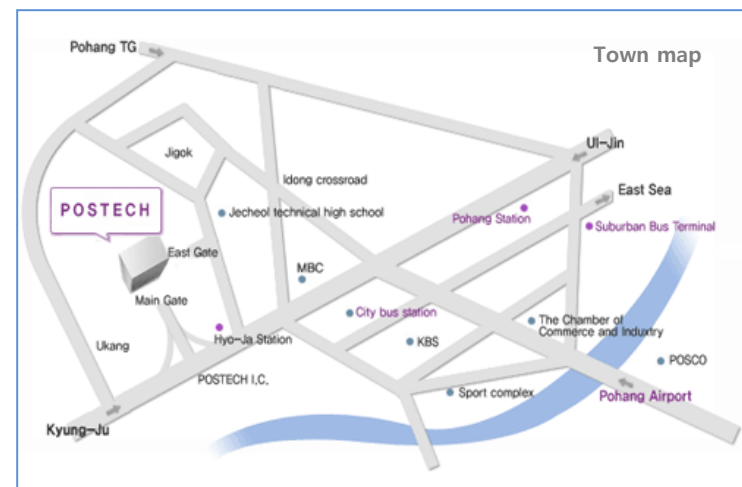 Pohang TG
Town map
Ul-Jin
Jigok
Idong crossroad
East Sea
POSTECH
Jecheol technical high school
Pohang Station
Suburban Bus Terminal
East Gate
MBC
Main Gate
City bus station
The Chamber of
Commerce and Induxtry
Ukang
Hyo-Ja Station
KBS
POSCO
POSTECH I.C.
Sport complex
Pohang Airport
Kyung-Ju